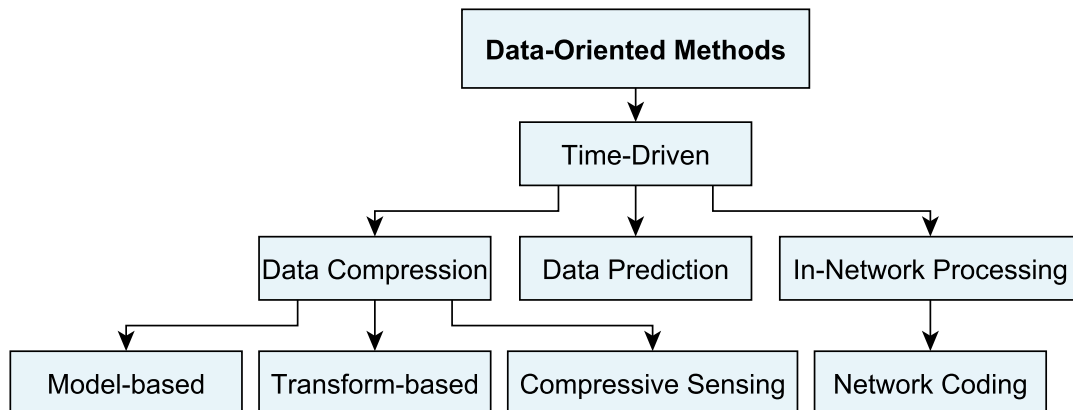 Data-Oriented Methods
Time-Driven
Data Compression
Data Prediction
In-Network Processing
Model-based
Transform-based
Compressive Sensing
Network Coding